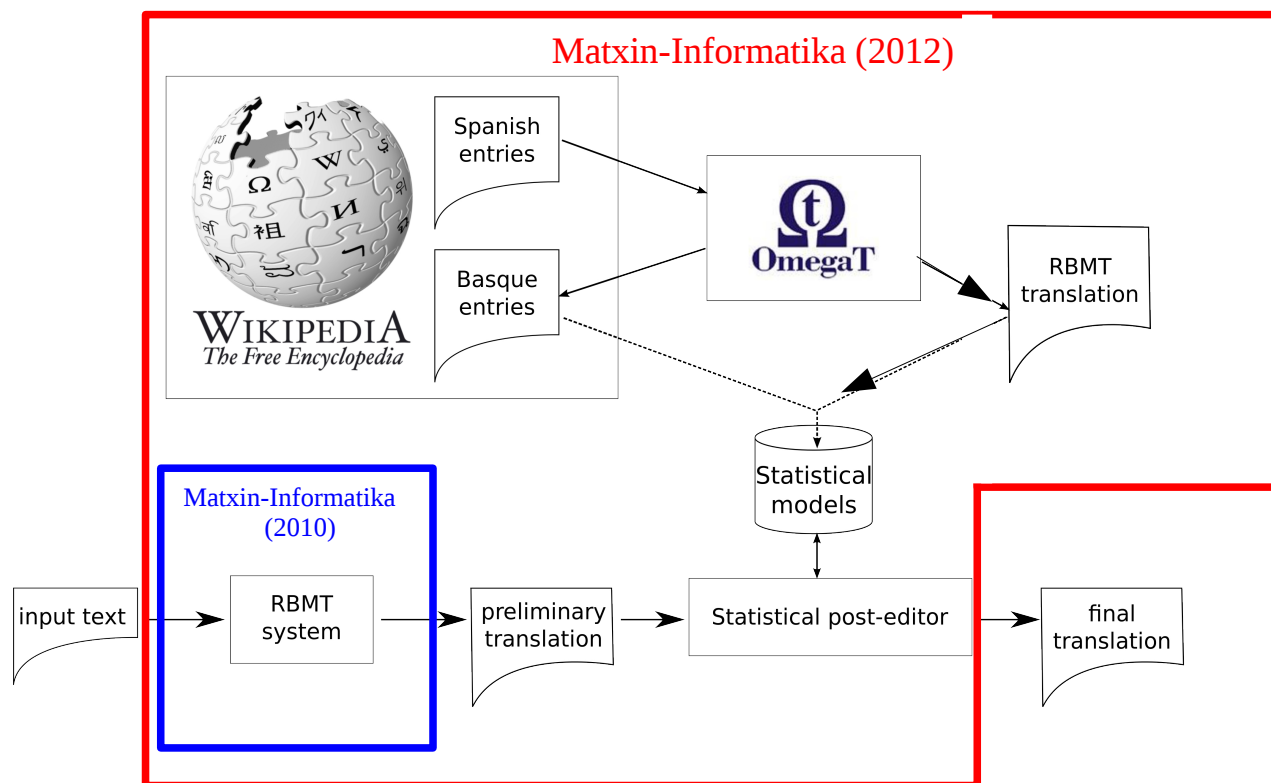 Matxin-Informatika (2012)
Spanish
entries
Ω
W
И
祖
t
OmegaT
Basque
entries
RBMT
translation
WIKIPEDIA
The Free Encyclopedia
Statistical
models
Matxin-Informatika
(2010)
input text
RBMT
system
preliminary
translation
Statistical post-editor
final
translation